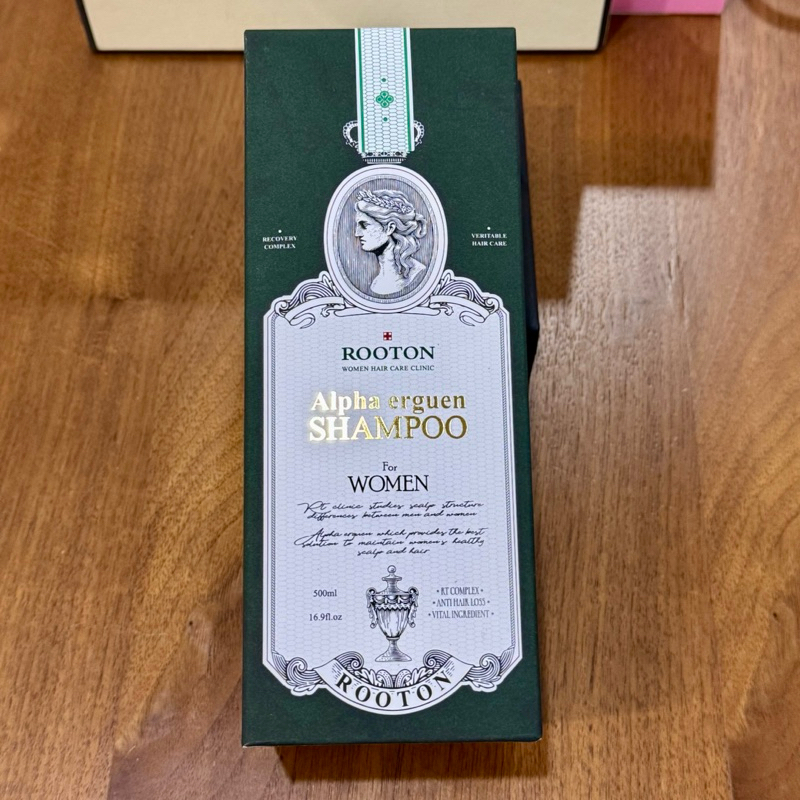 RECOVERY
COMPLEX
VERITABLE
HAIR CARE
ROOTON
WOMEN HAIR CARE CLINIC
Alpha erguen
SHAMPOO
For
WOMEN
Rt clinic studies scalp structure
differences between men and women
Alpha erguen which provides the best
solution to maintain women's healthy
scalp and hair
500ml
16.9fl.oz
• RT COMPLEX •
• ANTI HAIR LOSS •
• VITAL INGREDIENT •
ROOTON